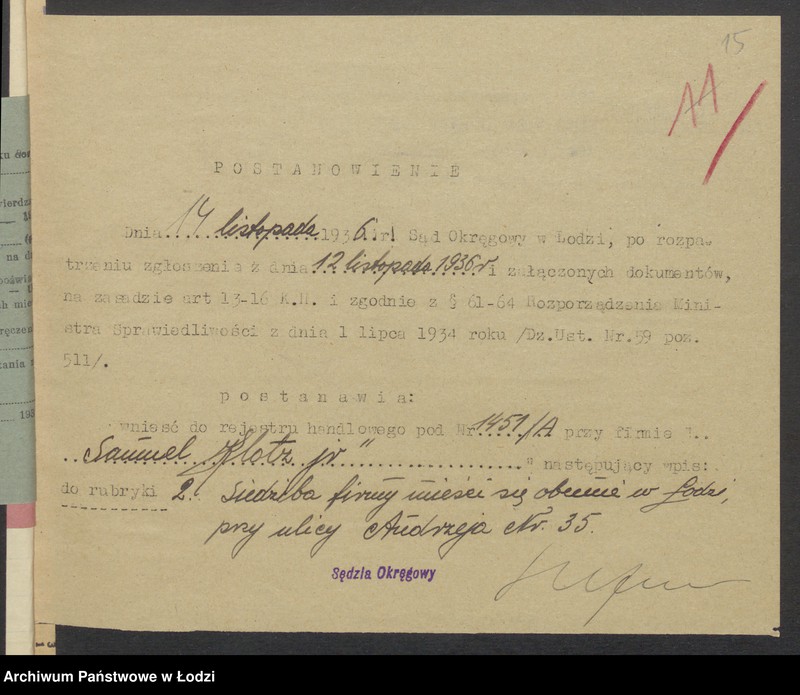 15
POSTANOWIENIE
Dnia 14 listopada 1936 r. Sąd Okręgowy w Łodzi, po rozpa-
trzeniu zgłoszenia z dnia 12 listopada 1936 r i załączonych dokumentów,
na zasadzie art 13-16 K.H. i zgodnie z § 61-64 Rozporządzenia Mini-
stra Sprawiedliwości z dnia 1 lipca 1934 roku /Dz.Ust. Nr.59 poz.
511/.
postanawia:
wnieść do rejestru handlowego pod Nr 1451/A przy firmie "..
"Samuel Klotz jr" " następujący wpis:
do rubryki 2. Siedziba firmy mieści się obecnie w Łodzi,
przy ulicy Andrzeja Nr. 35.
Sędzia Okręgowy
Archiwum Państwowe w Łodzi